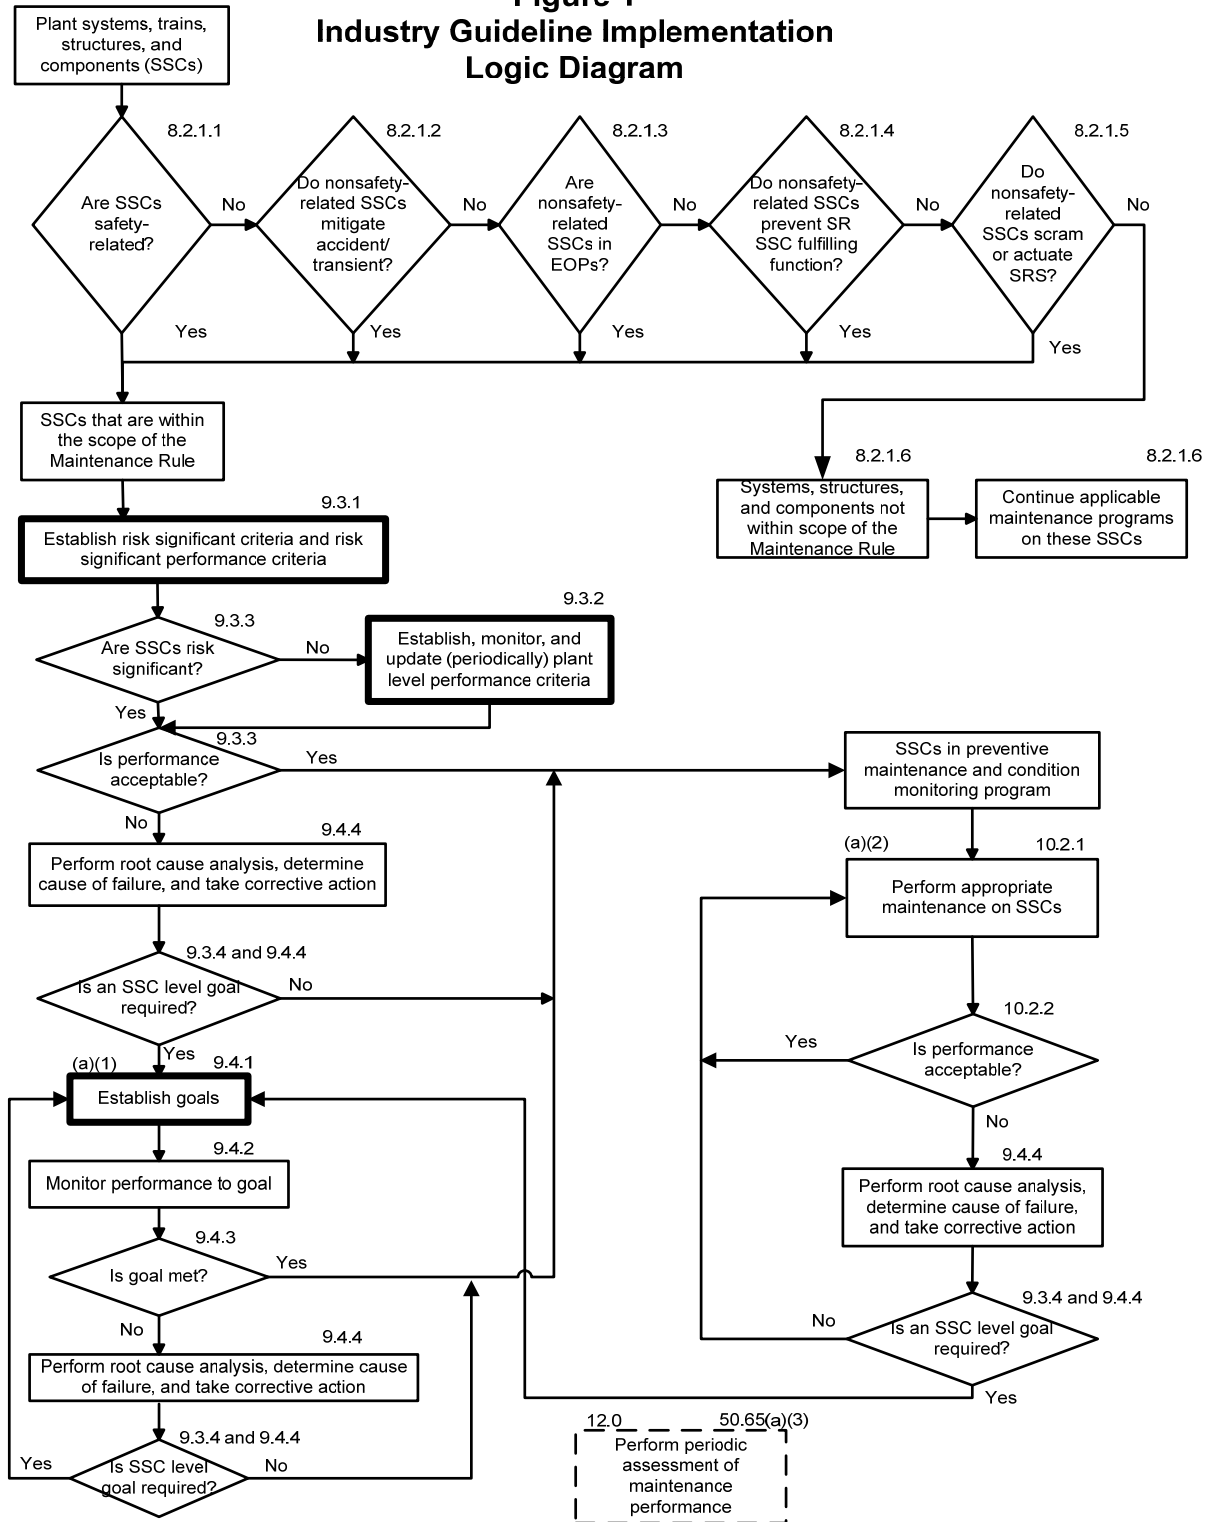 Figure 1
Industry Guideline Implementation
Logic Diagram
Plant systems, trains,
structures, and
components (SSCs)
8.2.1.1
8.2.1.2
8.2.1.3
8.2.1.4
8.2.1.5
Are SSCs
safety-
related?
No
Do nonsafety-
related SSCs
mitigate
accident/
transient?
No
Are
nonsafety-
related
SSCs in
EOPs?
No
Do nonsafety-
related SSCs
prevent SR
SSC fulfilling
function?
No
Do
nonsafety-
related
SSCs scram
or actuate
SRS?
No
Yes
Yes
Yes
Yes
Yes
SSCs that are within
the scope of the
Maintenance Rule
8.2.1.6
Systems, structures,
and components not
within scope of the
Maintenance Rule
8.2.1.6
Continue applicable
maintenance programs
on these SSCs
9.3.1
Establish risk significant criteria and risk
significant performance criteria
9.3.3
Are SSCs risk
significant?
No
9.3.2
Establish, monitor, and
update (periodically) plant
level performance criteria
Yes
9.3.3
Is performance
acceptable?
Yes
SSCs in preventive
maintenance and condition
monitoring program
No
9.4.4
Perform root cause analysis, determine
cause of failure, and take corrective action
(a)(2)
10.2.1
Perform appropriate
maintenance on SSCs
9.3.4 and 9.4.4
Is an SSC level goal
required?
No
Yes
10.2.2
Is performance
acceptable?
Yes
No
(a)(1)
9.4.1
Establish goals
9.4.2
Monitor performance to goal
9.4.4
Perform root cause analysis,
determine cause of failure,
and take corrective action
9.4.3
Is goal met?
Yes
No
9.3.4 and 9.4.4
Is an SSC level goal
required?
No
Yes
9.4.4
Perform root cause analysis, determine cause
of failure, and take corrective action
9.3.4 and 9.4.4
Is SSC level
goal required?
Yes
No
12.0
50.65(a)(3)
Perform periodic
assessment of
maintenance
performance